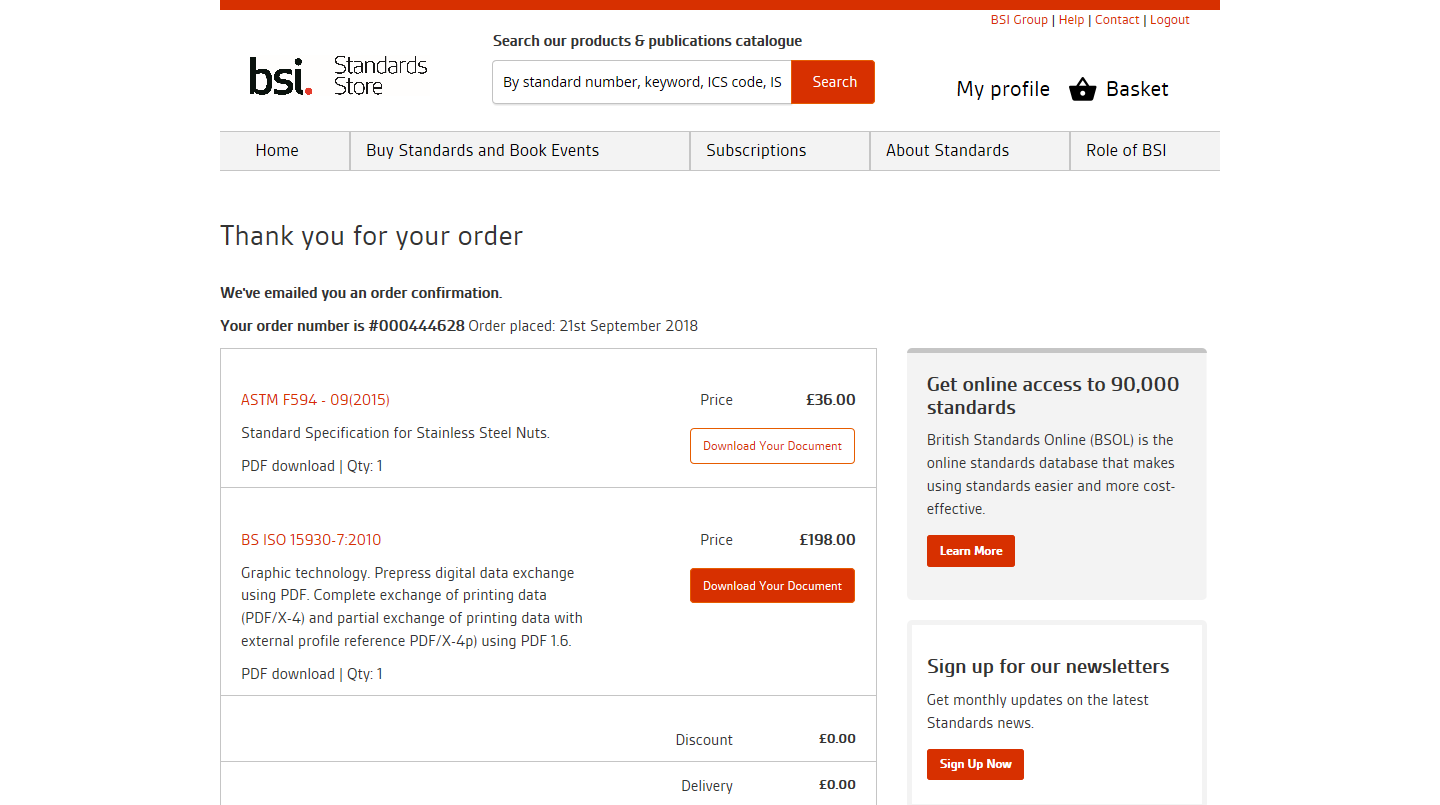 BSI Group | Help | Contact | Logout
Search our products & publications catalogue
bsi. Standards Store
By standard number, keyword, ICS code, IS
Search
My profile
Basket
Home
Buy Standards and Book Events
Subscriptions
About Standards
Role of BSI
Thank you for your order
We've emailed you an order confirmation.
Your order number is #000444628 Order placed: 21st September 2018
ASTM F594 - 09(2015)
Price
£36.00
Standard Specification for Stainless Steel Nuts.
Download Your Document
PDF download | Qty: 1
BS ISO 15930-7:2010
Price
£198.00
Graphic technology. Prepress digital data exchange
using PDF. Complete exchange of printing data
(PDF/X-4) and partial exchange of printing data with
external profile reference PDF/X-4p) using PDF 1.6.
Download Your Document
PDF download | Qty: 1
Discount
£0.00
Delivery
£0.00
Get online access to 90,000
standards
British Standards Online (BSOL) is the
online standards database that makes
using standards easier and more cost-
effective.
Learn More
Sign up for our newsletters
Get monthly updates on the latest
Standards news.
Sign Up Now